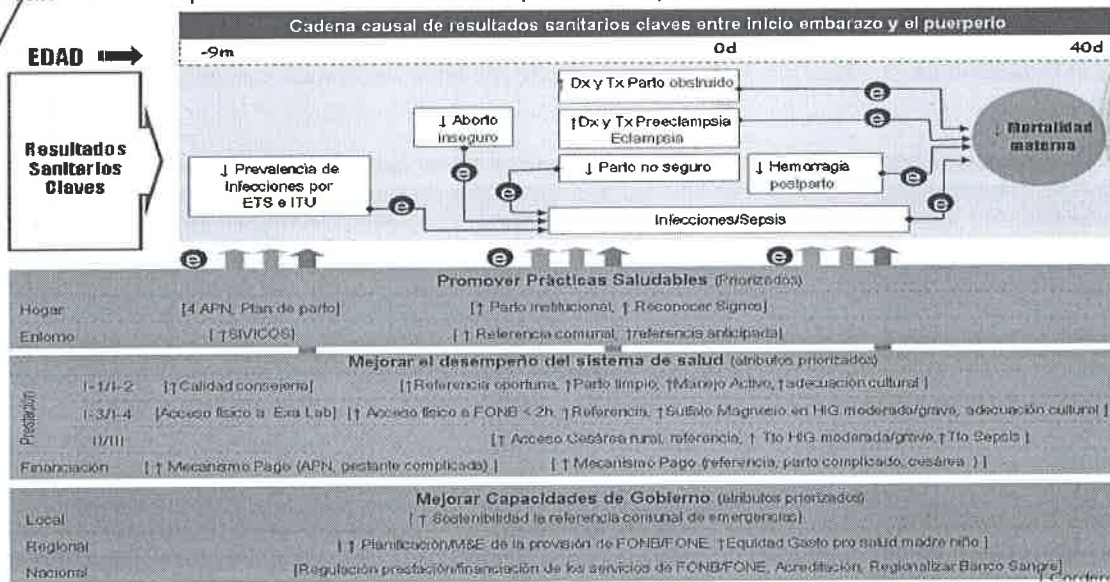 Cadena causal de resultados sanitarios claves entre inicio embarazo y el puerperio
EDAD
-9m 0d 40d
Resultados
Sanitarios
Claves
↑ Dx y Tx Parto obstruido
↓ Aborto
inseguro
↑Dx y Tx Preeclampsia
Eclampsia
↓ Mortalidad
materna
↓ Prevalencia de
Infecciones por
ETS e ITU
↓ Parto no seguro
↓ Hemorragia
postparto
Infecciones/Sepsis
e e e e e e e
e e e
Promover Prácticas Saludables (Priorizados)
Hogar [4 APN, Plan de parto] [↑ Parto institucional, ↑ Reconocer Signos]
Entorno [↑SIVICOS] [↑ Referencia comunal, ↑referencia anticipada]
Mejorar el desempeño del sistema de salud (atributos priorizados)
Prestación
I-1/I-2 [↑Calidad consejería] [↑Referencia oportuna, ↑Parto limpio, ↑Manejo Activo, ↑adecuación cultural ]
I-3/I-4 [Acceso físico a Exa Lab] [↑ Acceso físico a FONB < 2h, ↑Referencia, ↑Sulfato Magnesio en HIG moderada/grave, adecuación cultural ]
II/III [↑ Acceso Cesárea rural, referencia, ↑ Tto HIG moderada/grave, ↑Tto Sepsis ]
Financiación [ ↑ Mecanismo Pago (APN, gestante complicada) ] [ ↑ Mecanismo Pago (referencia, parto complicado, cesárea ) ]
Mejorar Capacidades de Gobierno (atributos priorizados)
Local [ ↑ Sostenibilidad la referencia comunal de emergencias]
Regional [ ↑ Planificación/M&E de la provisión de FONB/FONE, ↑Equidad Gasto pro salud madre niño ]
Nacional [Regulación prestación/financiación de los servicios de FONB/FONE, Acreditación, Regionalizar Banco Sangre]